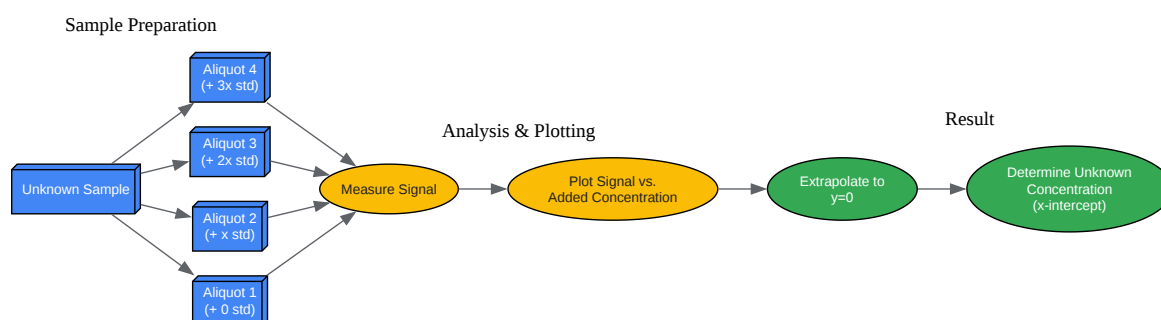 Sample Preparation
Aliquot 4
(+ 3x std)
Aliquot 3
(+ 2x std)
Unknown Sample
Aliquot 2
(+ x std)
Aliquot 1
(+ 0 std)
Analysis & Plotting
Measure Signal
Plot Signal vs.
Added Concentration
Result
Extrapolate to
y=0
Determine Unknown
Concentration
(x-intercept)